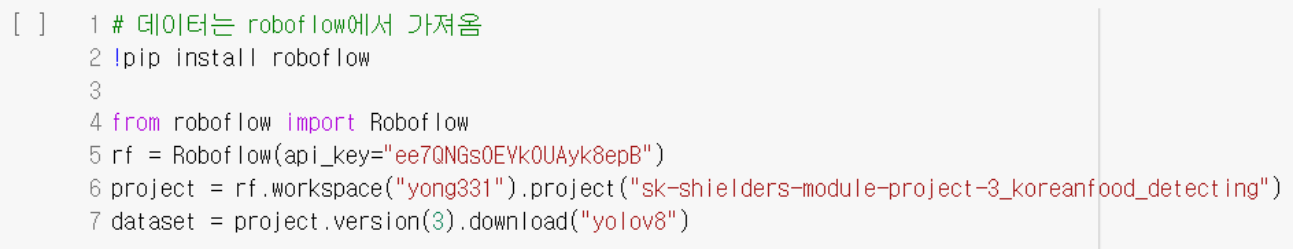 [ ] 1 # 데이터는 roboflow에서 가져옴
2 !pip install roboflow
3
4 from roboflow import Roboflow
5 rf = Roboflow(api_key="ee7QNGsOEVkOUAyk8epB")
6 project = rf.workspace("yong331").project("sk-shielders-module-project-3_koreanfood_detecting")
7 dataset = project.version(3).download("yolov8")